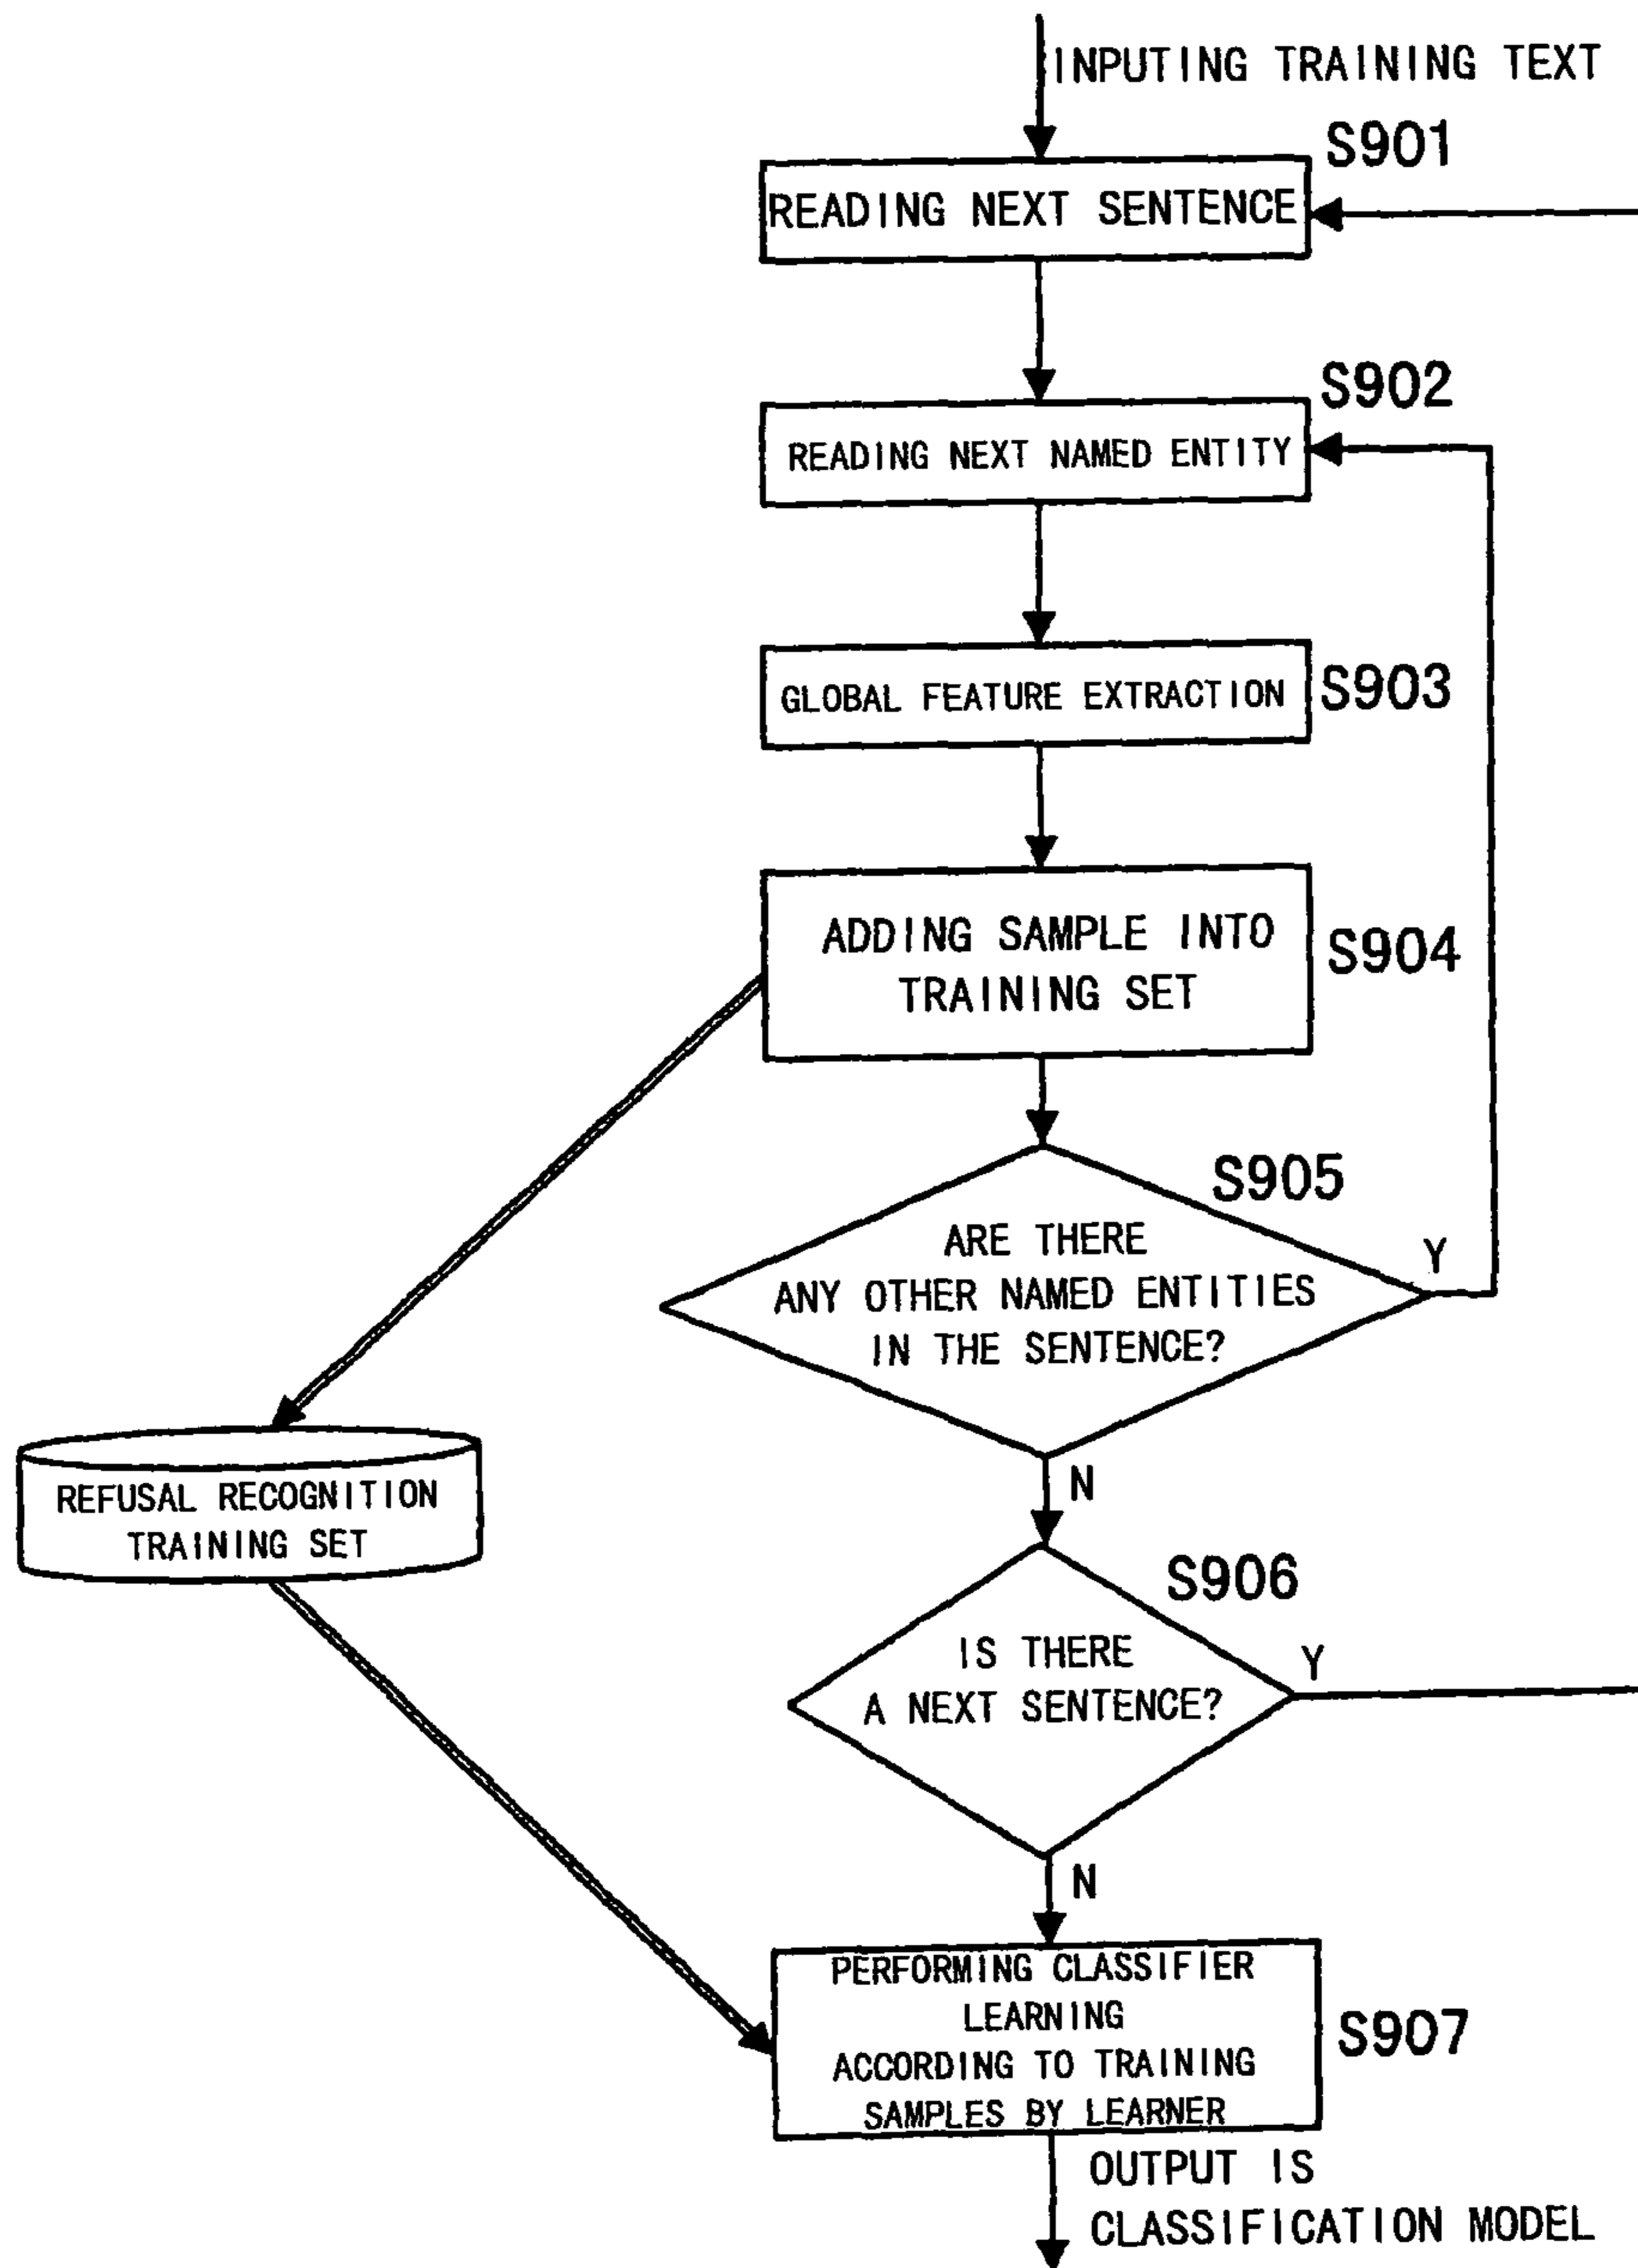 INPUTING TRAINING TEXT
S901
READING NEXT SENTENCE
S902
READING NEXT NAMED ENTITY
GLOBAL FEATURE EXTRACTION
S903
ADDING SAMPLE INTO
TRAINING SET
S904
S905
ARE THERE
ANY OTHER NAMED ENTITIES
IN THE SENTENCE?
Y
N
REFUSAL RECOGNITION
TRAINING SET
S906
IS THERE
A NEXT SENTENCE?
Y
N
PERFORMING CLASSIFIER
LEARNING
ACCORDING TO TRAINING
SAMPLES BY LEARNER
S907
OUTPUT IS
CLASSIFICATION MODEL